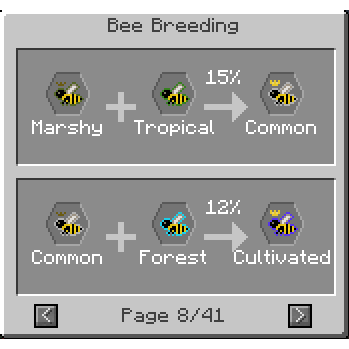 Bee Breeding
15%
Marshy Tropical Common
12%
Common Forest Cultivated
Page 8/41